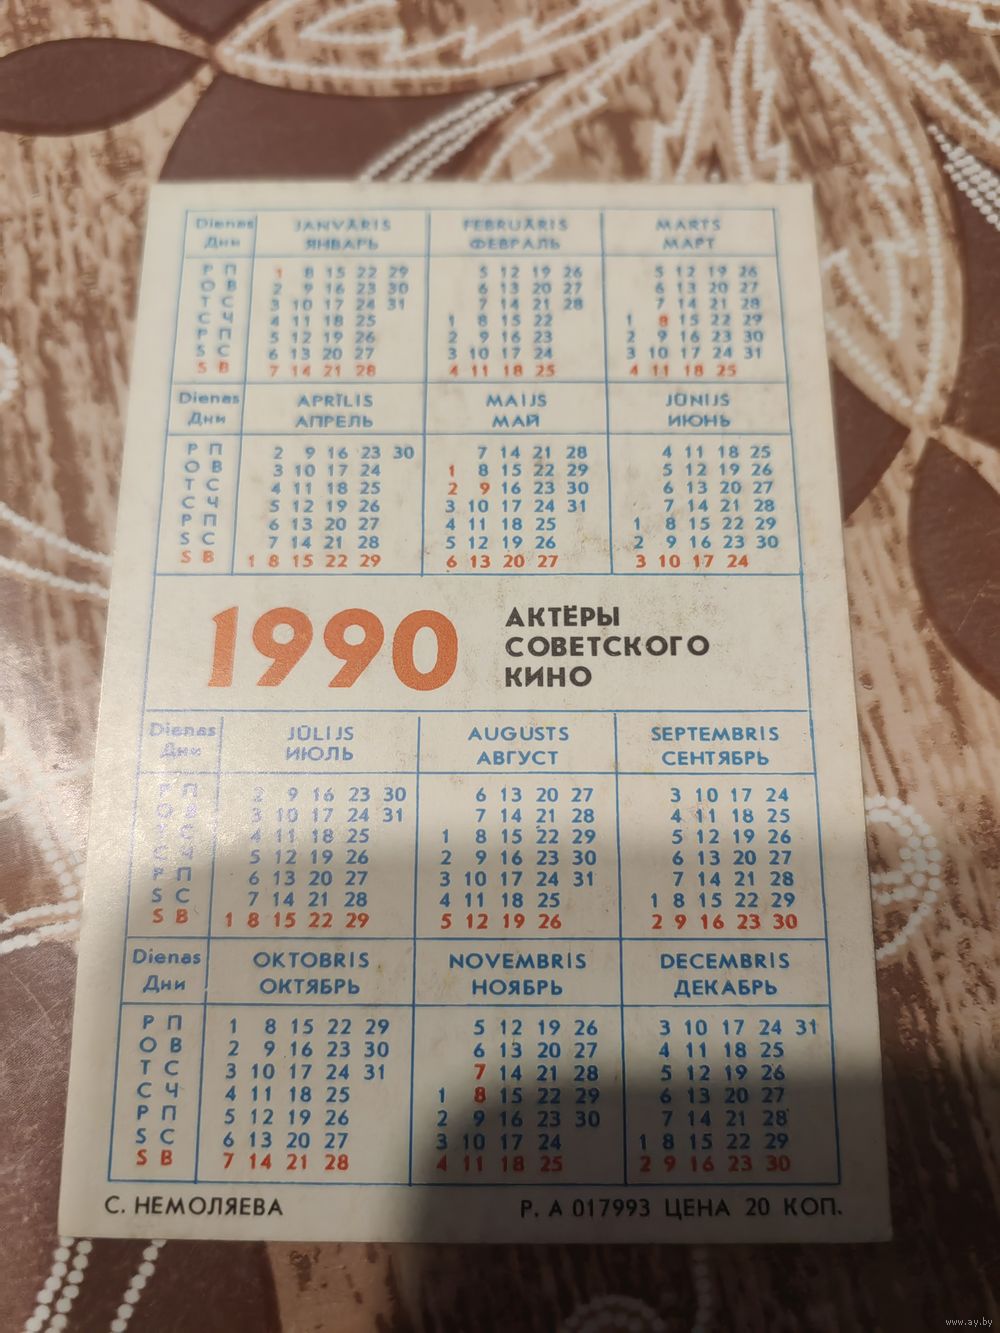 Dienas JANVĀRIS FEBRUĀRIS MARTS
Дни ЯНВАРЬ ФЕВРАЛЬ МАРТ
P П 1 8 15 22 29 5 12 19 26 5 12 19 26
O В 2 9 16 23 30 6 13 20 27 6 13 20 27
T С 3 10 17 24 31 7 14 21 28 7 14 21 28
C Ч 4 11 18 25 1 8 15 22 1 8 15 22 29
P П 5 12 19 26 2 9 16 23 2 9 16 23 30
S С 6 13 20 27 3 10 17 24 3 10 17 24 31
S В 7 14 21 28 4 11 18 25 4 11 18 25
Dienas APRĪLIS MAIJS JŪNIJS
Дни АПРЕЛЬ МАЙ ИЮНЬ
P П 2 9 16 23 30 7 14 21 28 4 11 18 25
O В 3 10 17 24 1 8 15 22 29 5 12 19 26
T С 4 11 18 25 2 9 16 23 30 6 13 20 27
C Ч 5 12 19 26 3 10 17 24 31 7 14 21 28
P П 6 13 20 27 4 11 18 25 1 8 15 22 29
S С 7 14 21 28 5 12 19 26 2 9 16 23 30
S В 1 8 15 22 29 6 13 20 27 3 10 17 24
1990
АКТЁРЫ
СОВЕТСКОГО
КИНО
Dienas JŪLIJS AUGUSTS SEPTEMBRIS
Дни ИЮЛЬ АВГУСТ СЕНТЯБРЬ
P П 2 9 16 23 30 6 13 20 27 3 10 17 24
O В 3 10 17 24 31 7 14 21 28 4 11 18 25
T С 4 11 18 25 1 8 15 22 29 5 12 19 26
C Ч 5 12 19 26 2 9 16 23 30 6 13 20 27
P П 6 13 20 27 3 10 17 24 31 7 14 21 28
S С 7 14 21 28 4 11 18 25 1 8 15 22 29
S В 1 8 15 22 29 5 12 19 26 2 9 16 23 30
Dienas OKTOBRIS NOVEMBRIS DECEMBRIS
Дни ОКТЯБРЬ НОЯБРЬ ДЕКАБРЬ
P П 1 8 15 22 29 5 12 19 26 3 10 17 24 31
O В 2 9 16 23 30 6 13 20 27 4 11 18 25
T С 3 10 17 24 31 7 14 21 28 5 12 19 26
C Ч 4 11 18 25 1 8 15 22 29 6 13 20 27
P П 5 12 19 26 2 9 16 23 30 7 14 21 28
S С 6 13 20 27 3 10 17 24 1 8 15 22 29
S В 7 14 21 28 4 11 18 25 2 9 16 23 30
С. НЕМОЛЯЕВА Р. А 017993 ЦЕНА 20 КОП.
www.ay.by